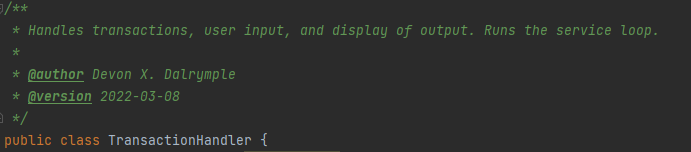 /**
 * Handles transactions, user input, and display of output. Runs the service loop.
 *
 * @author Devon X. Dalrymple
 * @version 2022-03-08
 */
public class TransactionHandler {